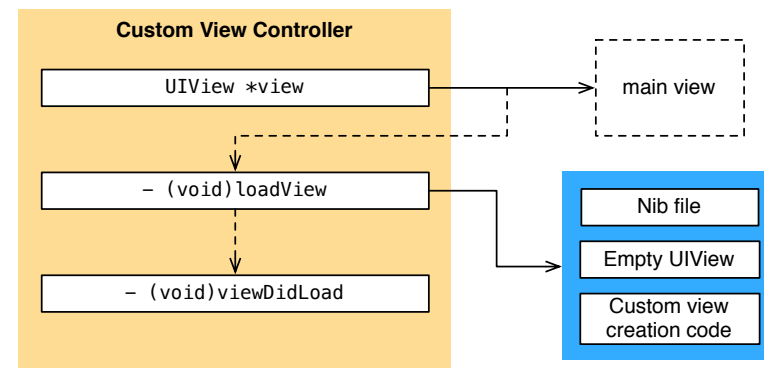 Custom View Controller
UIView *view
main view
– (void)loadView
Nib file
Empty UIView
– (void)viewDidLoad
Custom view
creation code